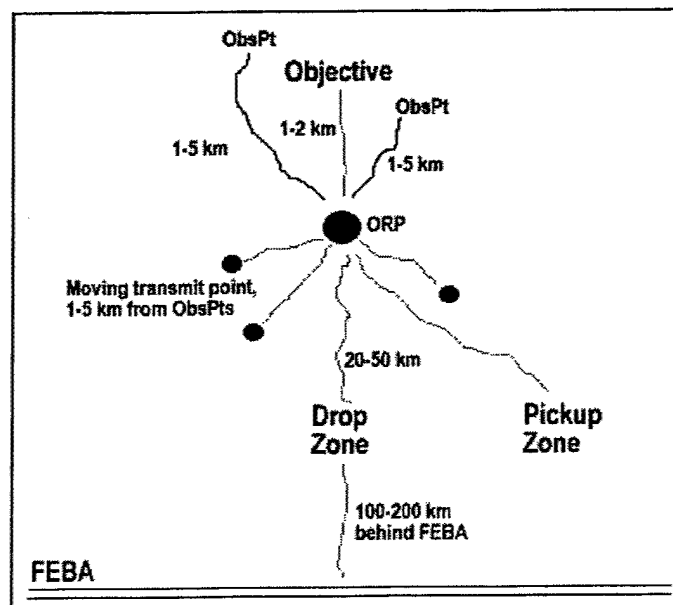 ObsPt
Objective
ObsPt
1-2 km
1-5 km
1-5 km
ORP
Moving transmit point,
1-5 km from ObsPts
20-50 km
Drop
Zone
Pickup
Zone
100-200 km
behind FEBA
FEBA